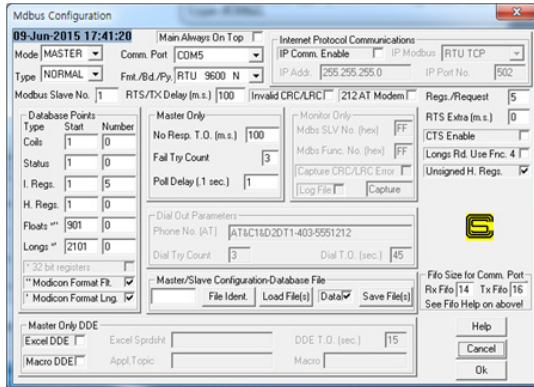 Mdbus Configuration
09-Jun-2015 17:41:20
Main Always On Top
Internet Protocol Communications
Mode MASTER
Comm. Port COM5
IP Comm. Enable
IP Modbus RTU TCP
Type NORMAL
Fmt./Bd./Py. RTU 9600 N
IP Addr. 255.255.255.0
IP Port No. 502
Modbus Slave No. 1
RTS/TX Delay (m.s.) 100
Invalid CRC/LRC
212 AT Modem
Regs./Request 5
RTS Extra (m.s.) 0
CTS Enable
Longs Rd. Use Fnc. 4
Unsigned H. Regs.
Database Points
Type Start Number
Coils 1 0
Status 1 0
I. Regs. 1 5
H. Regs. 1 0
Floats *" 901 0
Longs *' 2101 0
* 32 bit registers
" Modicon Format Flt.
' Modicon Format Lng.
Master Only
No Resp. T.O. (m.s.) 100
Fail Try Count 3
Poll Delay (.1 sec.) 1
Monitor Only
Mdbs SLV No. (hex) FF
Mdbs Func. No. (hex) FF
Capture CRC/LRC Error
Log File
Capture
Dial Out Parameters
Phone No. (AT) AT&C1&D2DT1-403-5551212
Dial Try Count 3
Dial T.O. (sec.) 45
Master/Slave Configuration-Database File
File Ident.
Load File(s)
Data
Save File(s)
Fifo Size for Comm. Port
Rx Fifo 14 Tx Fifo 16
See Fifo Help on above!
Master Only DDE
Excel DDE
Excel Sprdsht
DDE T.O. (sec.) 15
Macro DDE
Appl,Topic
Macro
Help
Cancel
Ok